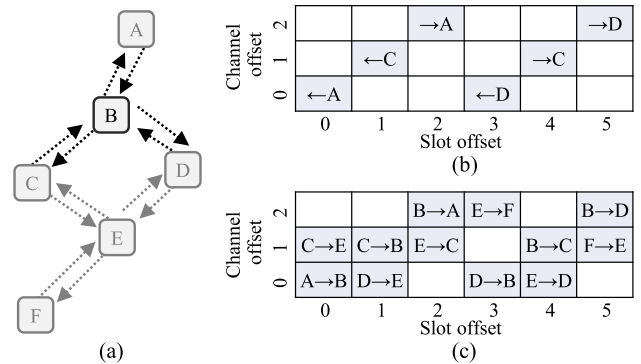 A
B
C
D
E
F
(a)
Channel
offset
2
→A
→D
1
←C
→C
0
←A
←D
0 1 2 3 4 5
Slot offset
(b)
Channel
offset
2
B→A E→F B→D
1
C→E C→B E→C B→C F→E
0
A→B D→E D→B E→D
0 1 2 3 4 5
Slot offset
(c)